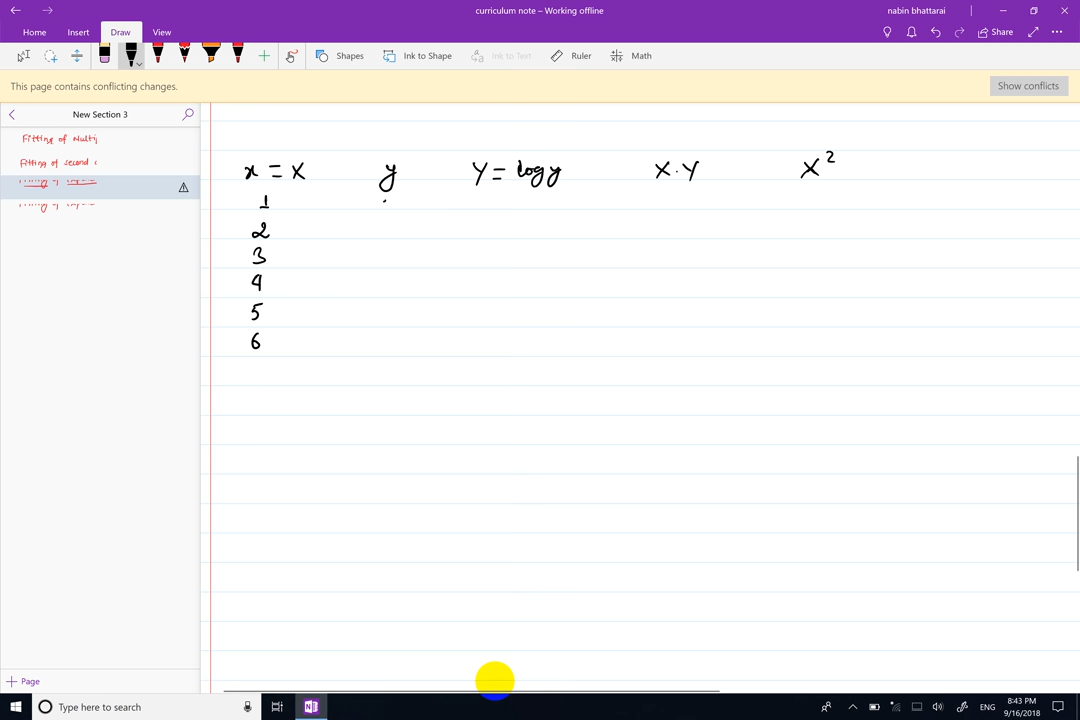 curriculum note – Working offline
nabin bhattarai
Home Insert Draw View
Share
Shapes Ink to Shape Ink to Text Ruler Math
This page contains conflicting changes.
Show conflicts
New Section 3
Fitting of Multi
Fitting of second
x = X y Y = log y X·Y X²
1
2
3
4
5
6
Page
Type here to search
ENG
8:43 PM
9/16/2018